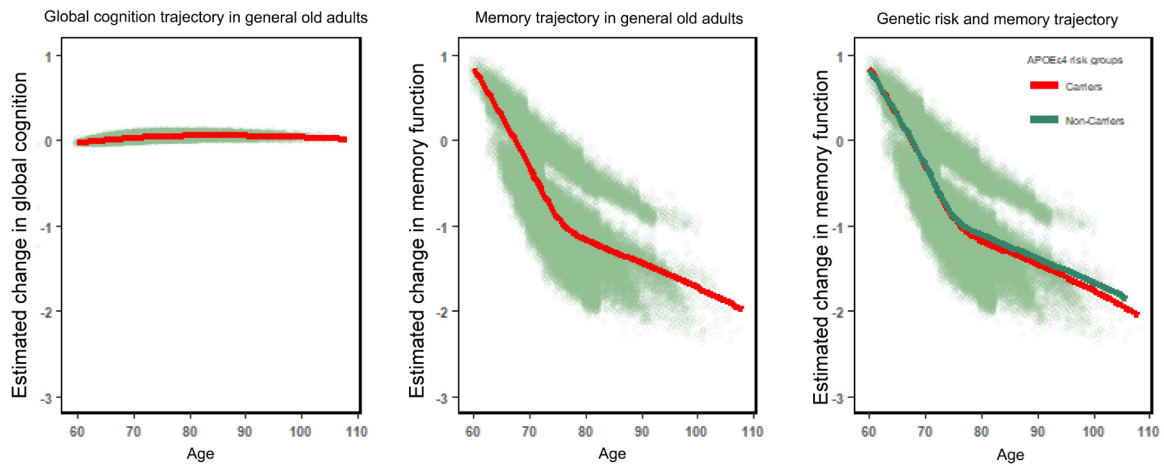 Global cognition trajectory in general old adults
Estimated change in global cognition
1
0
-1
-2
-3
60 70 80 90 100 110
Age
Memory trajectory in general old adults
Estimated change in memory function
1
0
-1
-2
-3
60 70 80 90 100 110
Age
Genetic risk and memory trajectory
Estimated change in memory function
1
0
-1
-2
-3
APOEε4 risk groups
Carriers
Non-Carriers
60 70 80 90 100 110
Age